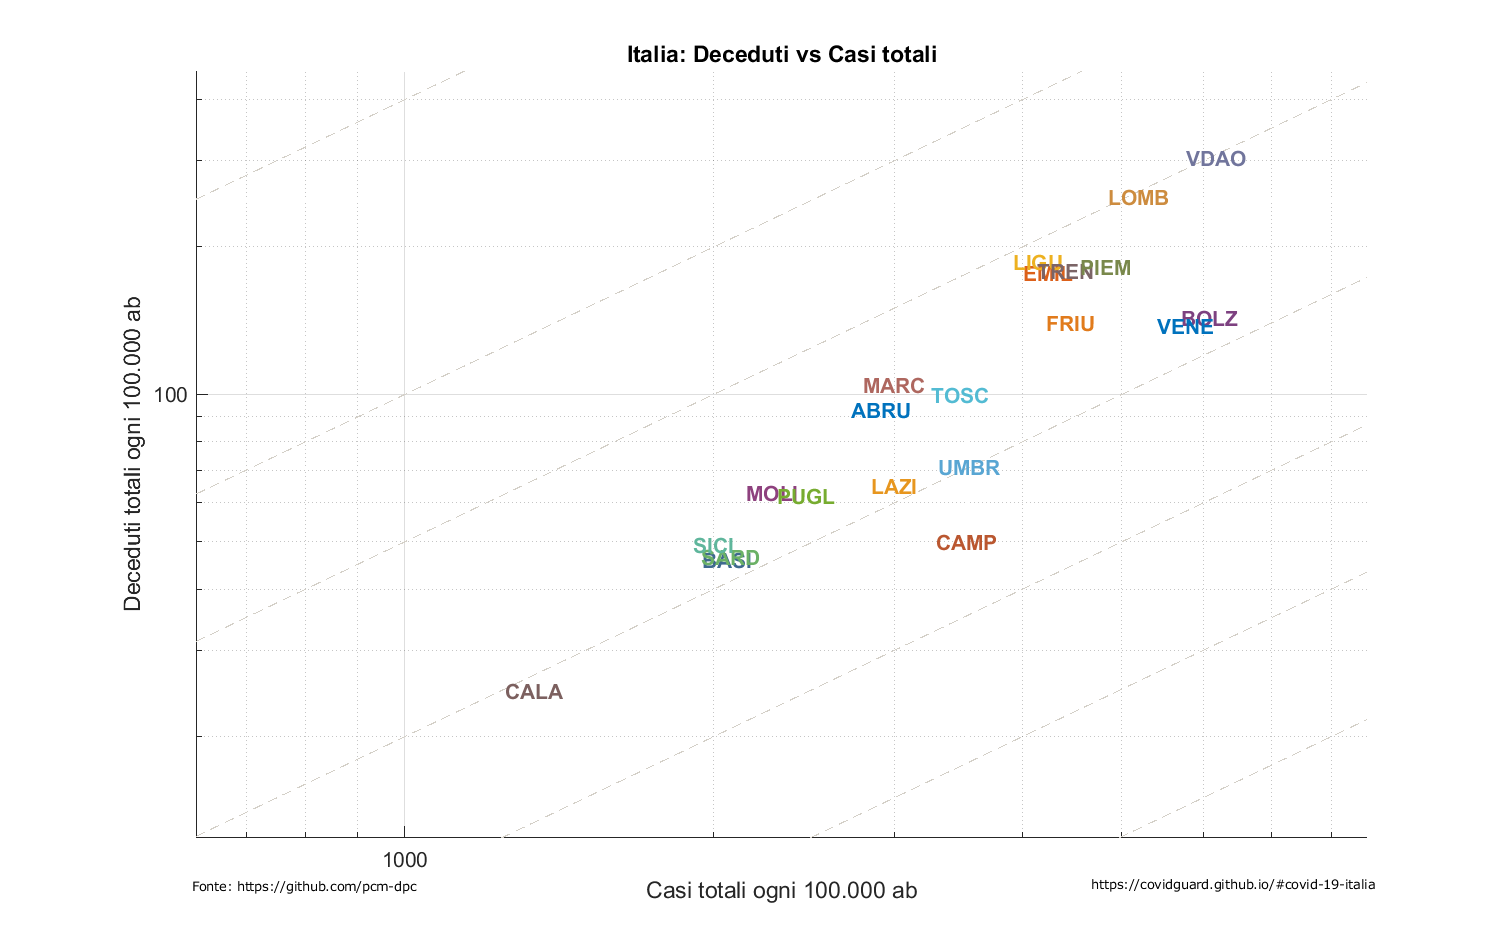 Italia: Deceduti vs Casi totali
VDAO
LOMB
LIGU
PIEM
TREN
EMIL
BOLZ
FRIU
VENE
MARC
TOSC
100
ABRU
UMBR
LAZI
MOLI
PUGL
CAMP
SICI
SARD
BASI
CALA
Deceduti totali ogni 100.000 ab
1000
Casi totali ogni 100.000 ab
Fonte: https://github.com/pcm-dpc
https://covidguard.github.io/#covid-19-italia